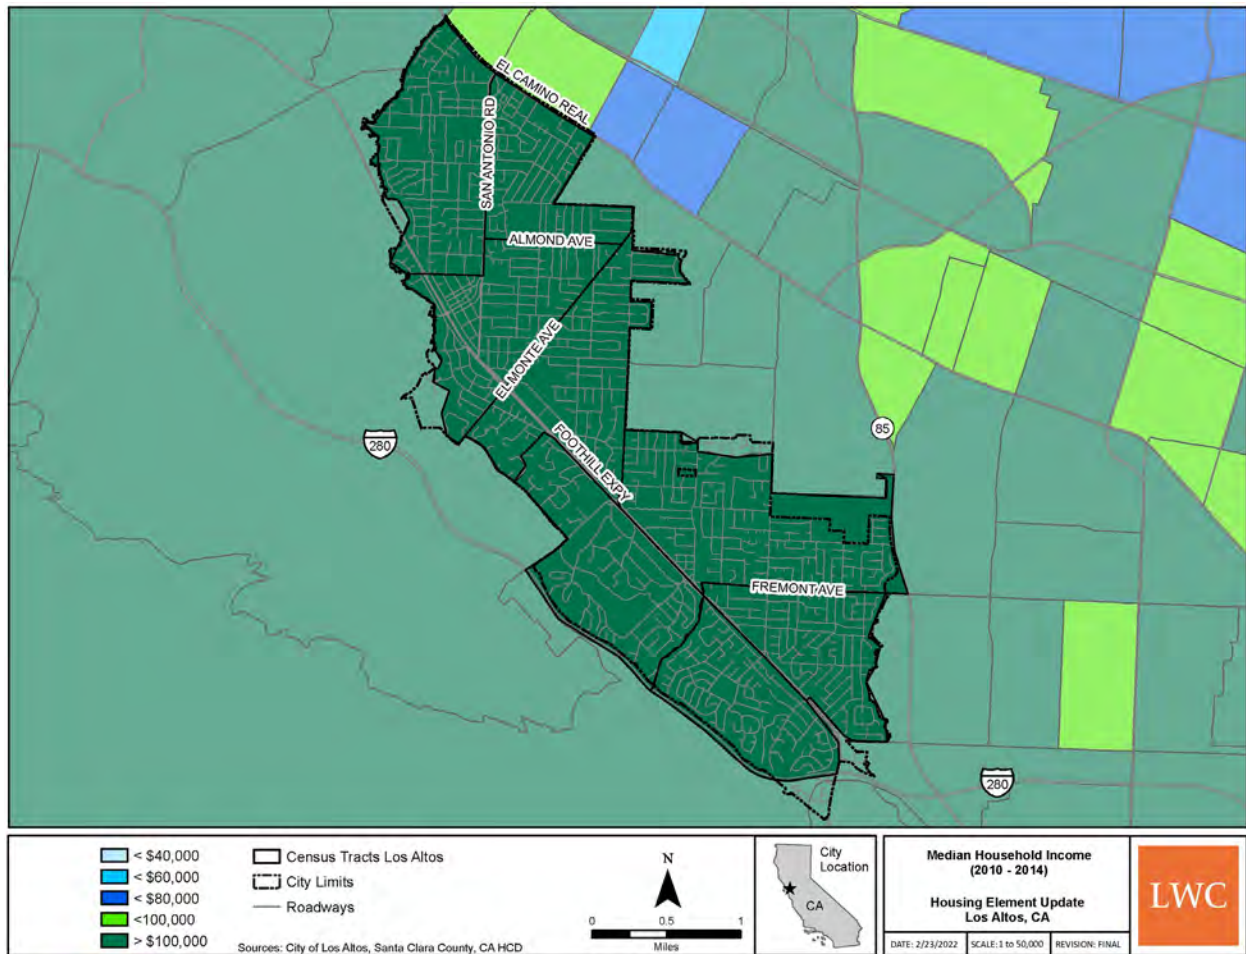 EL CAMINO REAL
SAN ANTONIO RD
ALMOND AVE
EL MONTE AVE
FOOTHILL EXPY
280
85
FREMONT AVE
280
< $40,000
< $60,000
< $80,000
<100,000
> $100,000
Census Tracts Los Altos
City Limits
Roadways
Sources: City of Los Altos, Santa Clara County, CA HCD
N
0 0.5 1
Miles
City
Location
CA
Median Household Income
(2010 - 2014)
Housing Element Update
Los Altos, CA
DATE: 2/23/2022 SCALE:1 to 50,000 REVISION: FINAL
LWC